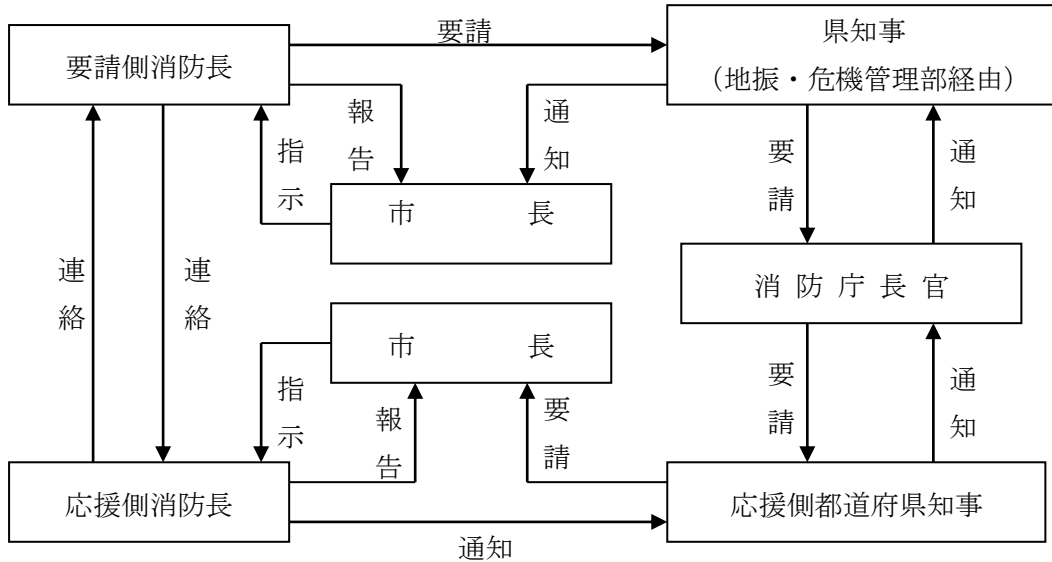 要請側消防長
要請
県知事
（地振・危機管理部経由）
報告
通知
指示
市　　　長
要請
通知
連絡
連絡
消 防 庁 長 官
市　　　長
指示
報告
要請
要請
通知
応援側消防長
応援側都道府県知事
通知